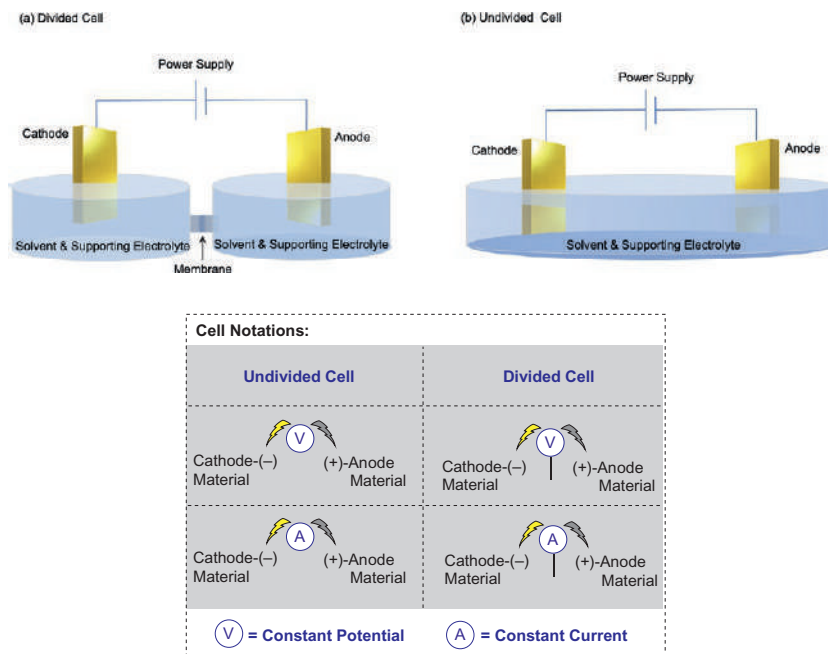 (a) Divided Cell
Power Supply
Cathode
Anode
Solvent & Supporting Electrolyte
Solvent & Supporting Electrolyte
Membrane
(b) Undivided Cell
Power Supply
Cathode
Anode
Solvent & Supporting Electrolyte
Cell Notations:
Undivided Cell
Divided Cell
V
Cathode-(–)
Material
(+)-Anode
Material
V
Cathode-(–)
Material
(+)-Anode
Material
A
Cathode-(–)
Material
(+)-Anode
Material
A
Cathode-(–)
Material
(+)-Anode
Material
V = Constant Potential
A = Constant Current